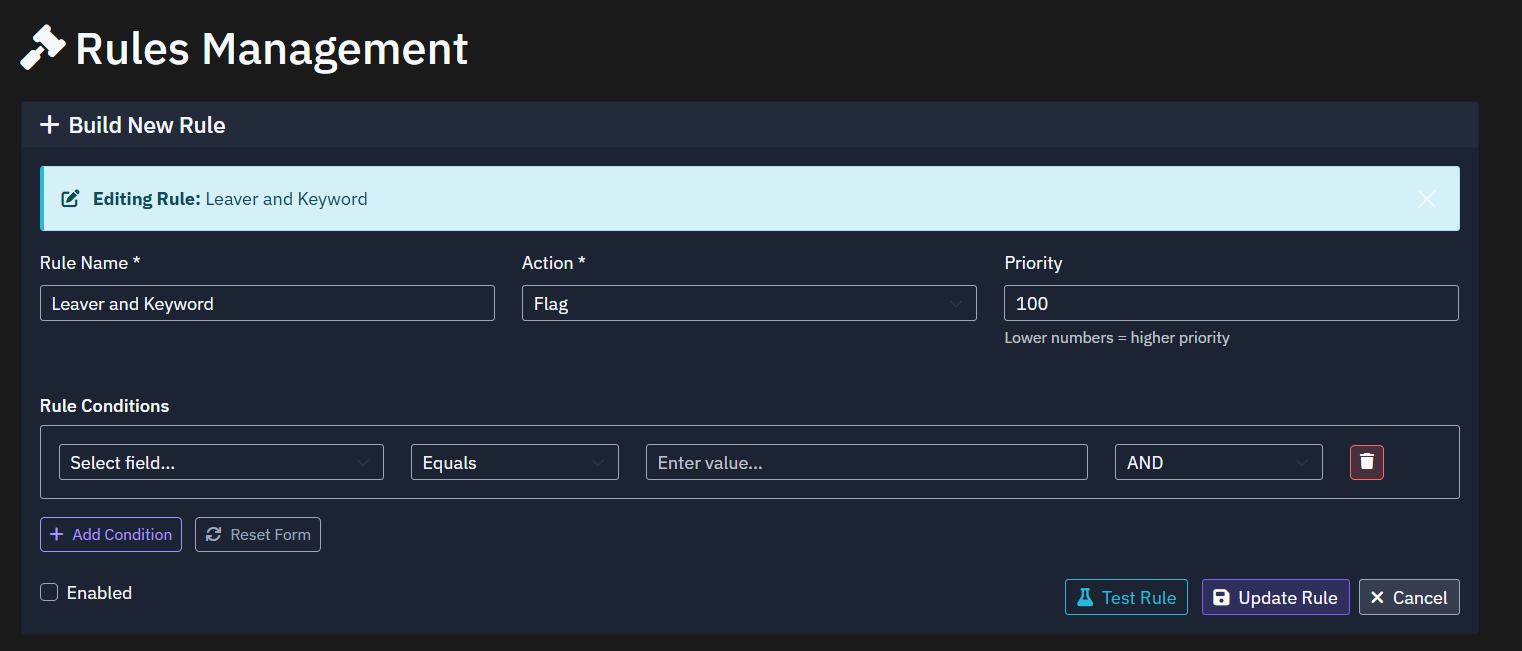 Rules Management
Build New Rule
Editing Rule: Leaver and Keyword
Rule Name * Action * Priority
Leaver and Keyword Flag 100
Lower numbers = higher priority
Rule Conditions
Select field... Equals Enter value... AND
Add Condition Reset Form
Enabled Test Rule Update Rule Cancel